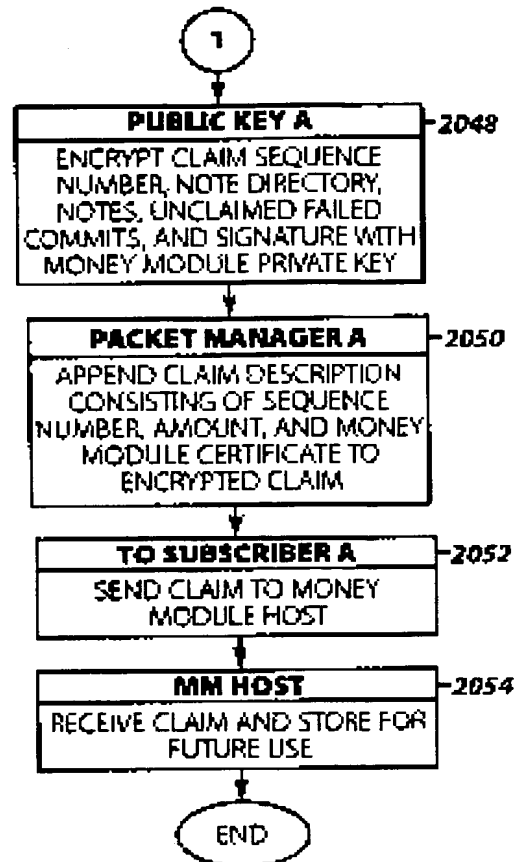 1
PUBLIC KEY A
2048
ENCRYPT CLAIM SEQUENCE
NUMBER, NOTE DIRECTORY,
NOTES, UNCLAIMED FAILED
COMMITS, AND SIGNATURE WITH
MONEY MODULE PRIVATE KEY
PACKET MANAGER A
2050
APPEND CLAIM DESCRIPTION
CONSISTING OF SEQUENCE
NUMBER, AMOUNT, AND MONEY
MODULE CERTIFICATE TO
ENCRYPTED CLAIM
TO SUBSCRIBER A
2052
SEND CLAIM TO MONEY
MODULE HOST
MM HOST
2054
RECEIVE CLAIM AND STORE FOR
FUTURE USE
END